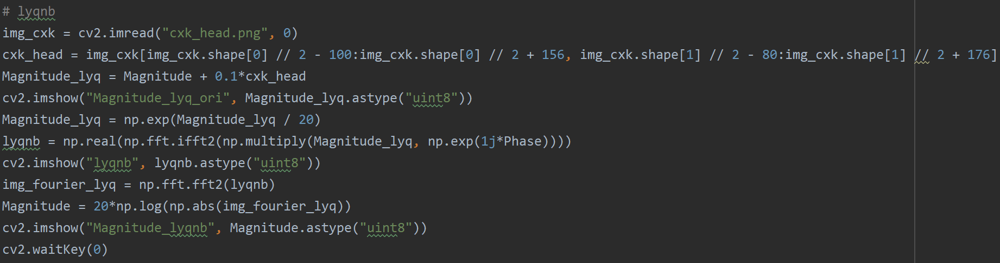 # lyqnb
img_cxk = cv2.imread("cxk_head.png", 0)
cxk_head = img_cxk[img_cxk.shape[0] // 2 - 100:img_cxk.shape[0] // 2 + 156, img_cxk.shape[1] // 2 - 80:img_cxk.shape[1] // 2 + 176]
Magnitude_lyq = Magnitude + 0.1*cxk_head
cv2.imshow("Magnitude_lyq_ori", Magnitude_lyq.astype("uint8"))
Magnitude_lyq = np.exp(Magnitude_lyq / 20)
lyqnb = np.real(np.fft.ifft2(np.multiply(Magnitude_lyq, np.exp(1j*Phase))))
cv2.imshow("lyqnb", lyqnb.astype("uint8"))
img_fourier_lyq = np.fft.fft2(lyqnb)
Magnitude = 20*np.log(np.abs(img_fourier_lyq))
cv2.imshow("Magnitude_lyqnb", Magnitude.astype("uint8"))
cv2.waitKey(0)